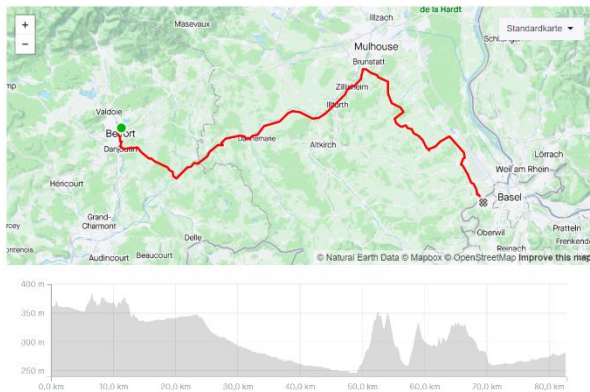 Masevaux
Illzach
de la Hardt
+
−
Standardkarte
Mulhouse
Brunstatt
Zillisheim
Illfurth
Valdoie
Belfort
Danjoutin
Dannemarie
Altkirch
Lörrach
Weil am Rhein
Héricourt
Basel
Grand-
Charmont
Delle
Oberwil
Pratteln
Frenkendo
Reinach
Audincourt
Beaucourt
© Natural Earth Data © Mapbox © OpenStreetMap Improve this map
400 m
350 m
300 m
250 m
0,0 km
10,0 km
20,0 km
30,0 km
40,0 km
50,0 km
60,0 km
70,0 km
80,0 km